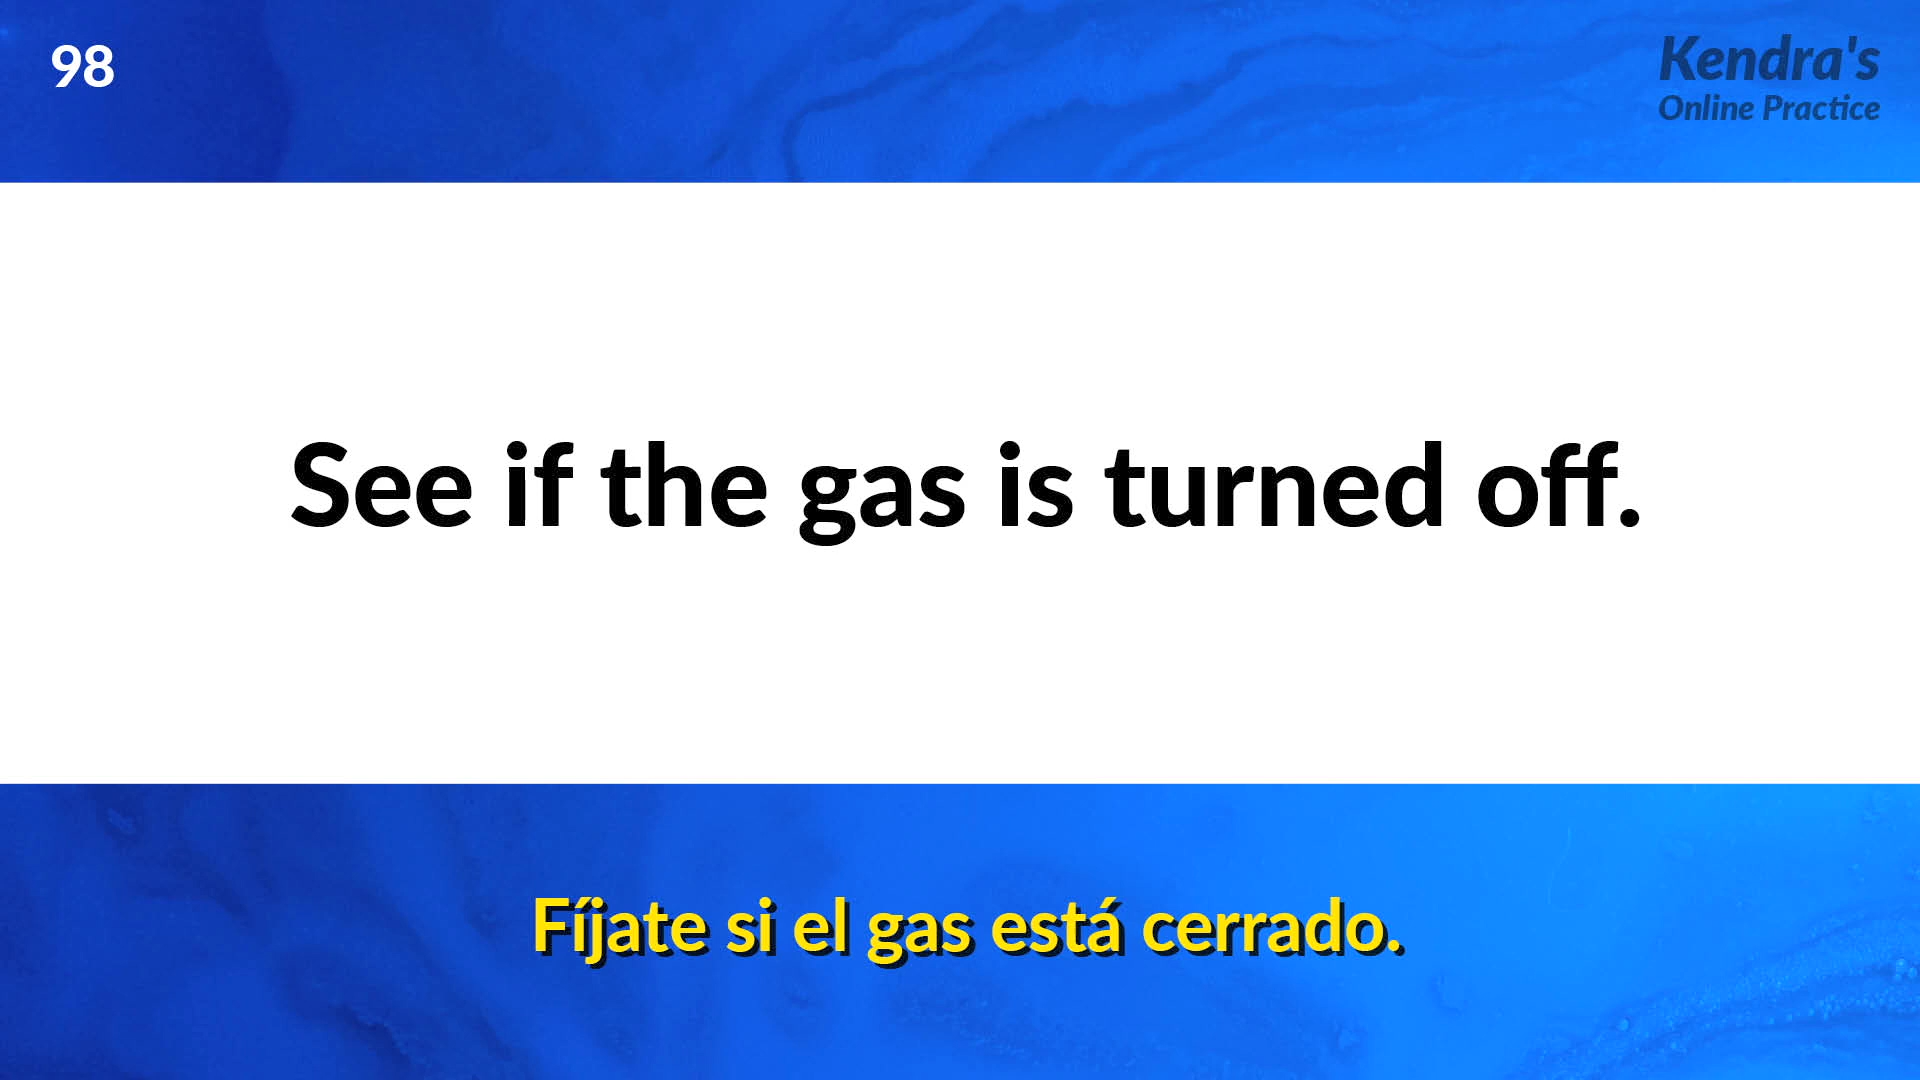 98
Kendra's
Online Practice
See if the gas is turned off.
Fíjate si el gas está cerrado.